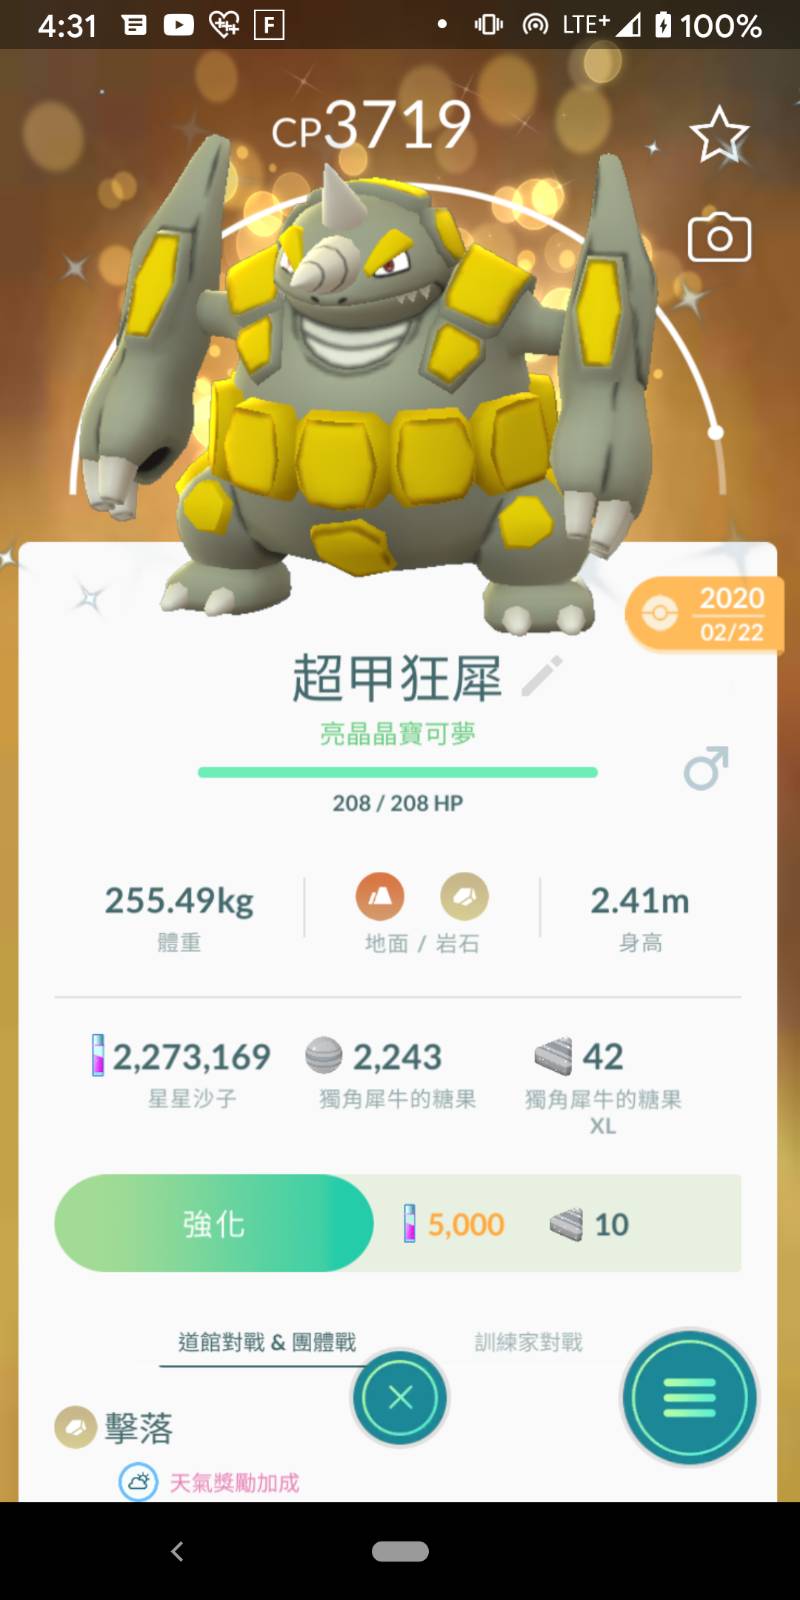 4:31
F
LTE+
100%
CP3719
2020
02/22
超甲狂犀
亮晶晶寶可夢
208 / 208 HP
255.49kg
體重
地面 / 岩石
2.41m
身高
2,273,169
星星沙子
2,243
獨角犀牛的糖果
42
獨角犀牛的糖果
XL
強化
5,000
10
道館對戰 & 團體戰
訓練家對戰
擊落
天氣獎勵加成